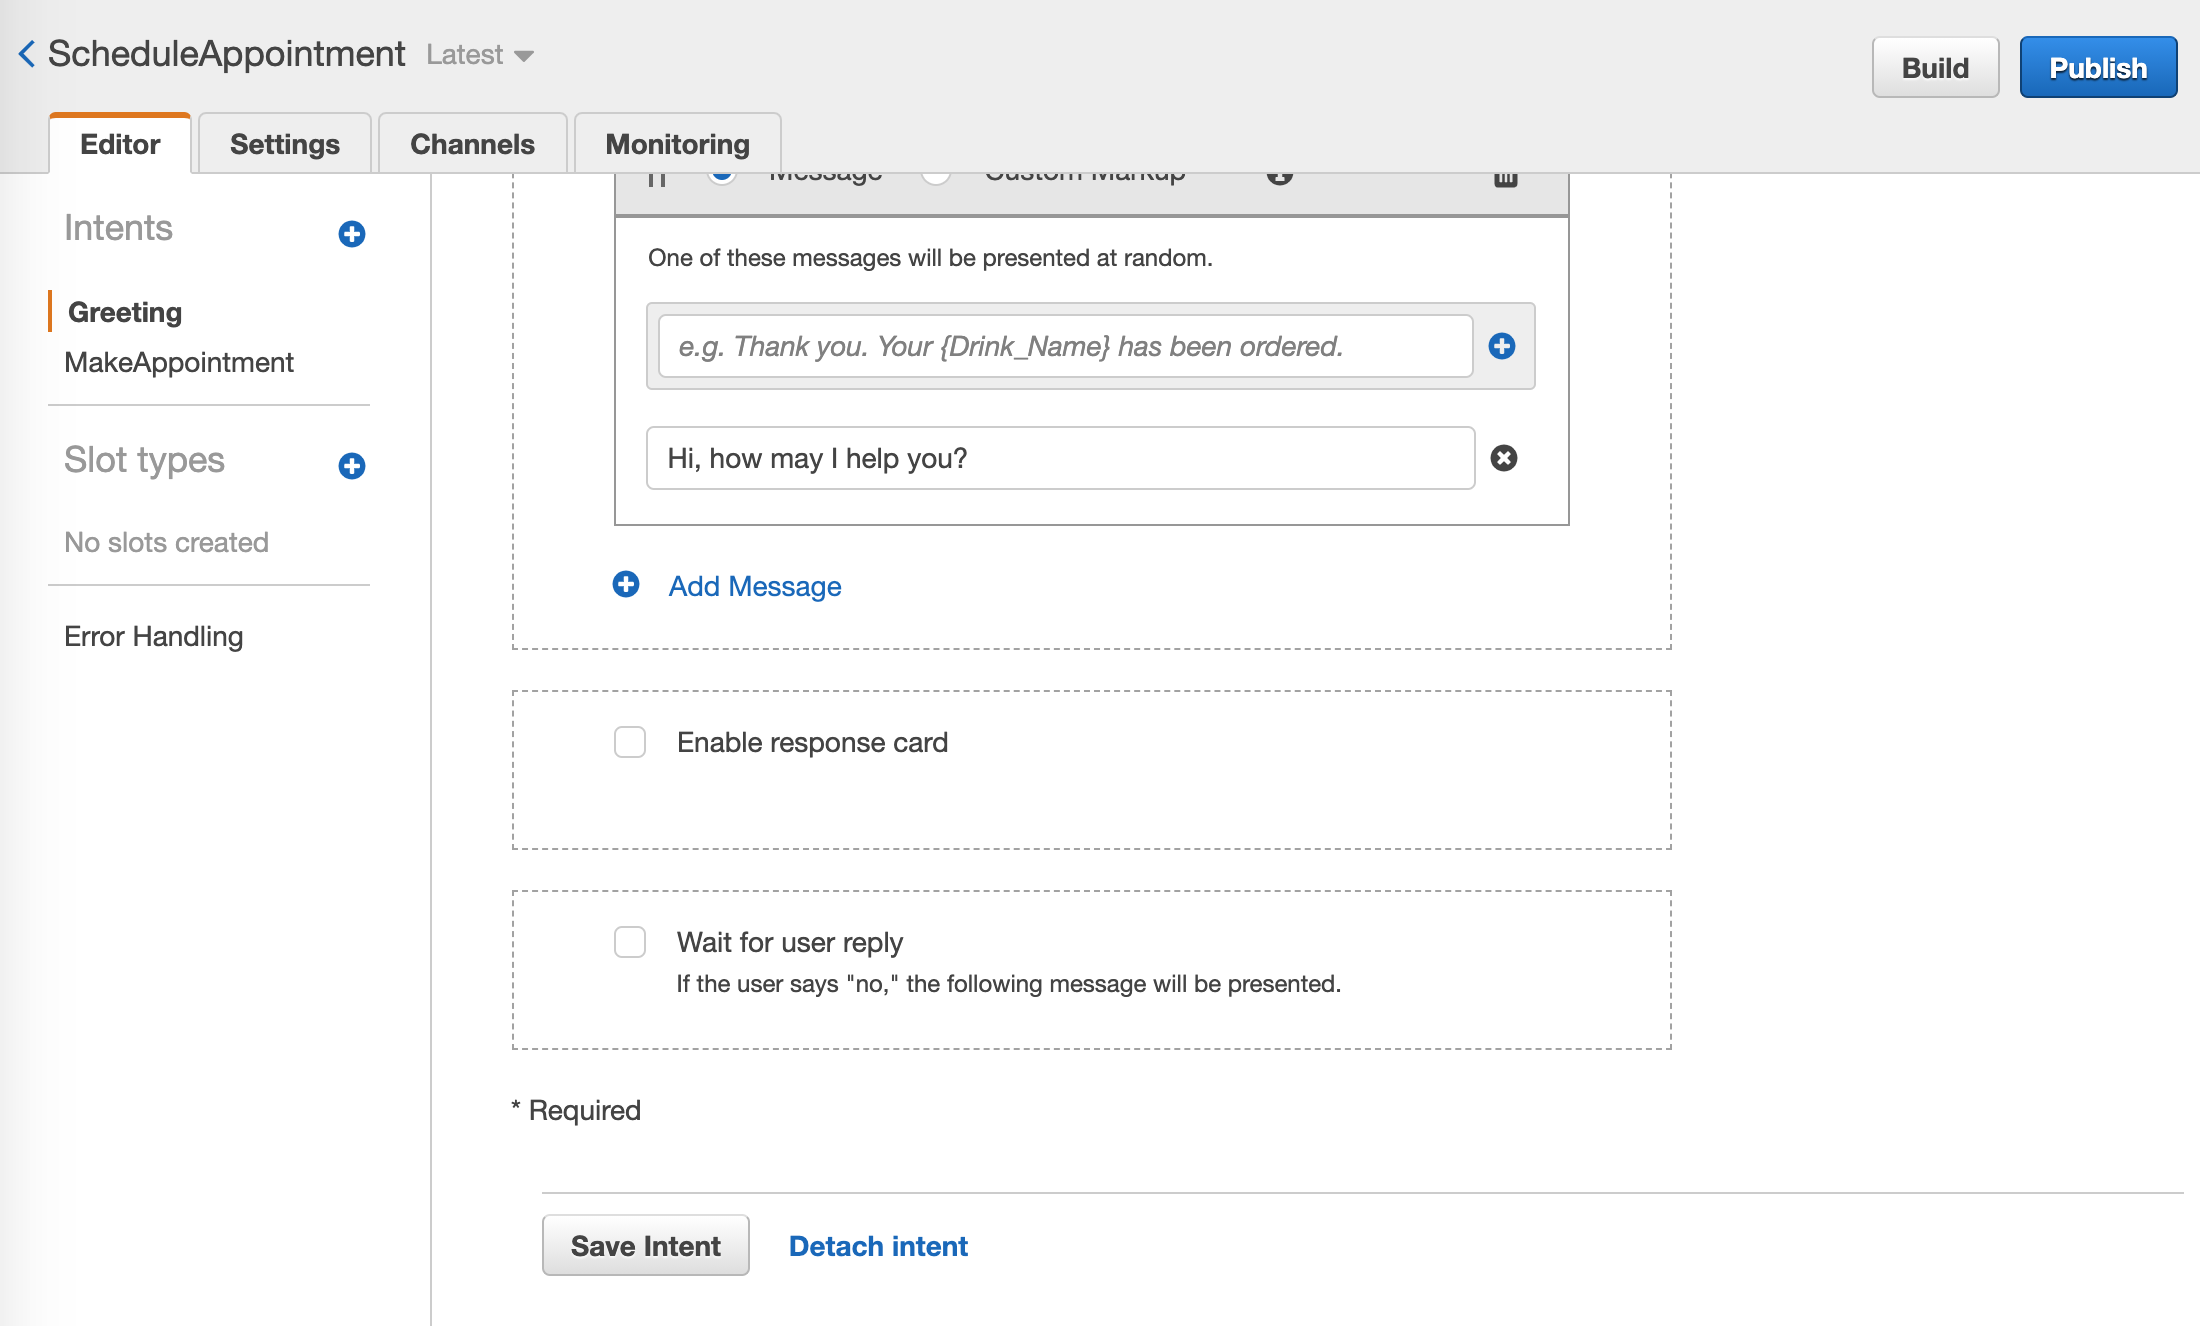 ScheduleAppointment Latest
Build
Publish
Editor
Settings
Channels
Monitoring
Intents
Greeting
MakeAppointment
Slot types
No slots created
Error Handling
Message
Custom Markup
One of these messages will be presented at random.
e.g. Thank you. Your {Drink_Name} has been ordered.
Hi, how may I help you?
Add Message
Enable response card
Wait for user reply
If the user says "no," the following message will be presented.
* Required
Save Intent
Detach intent